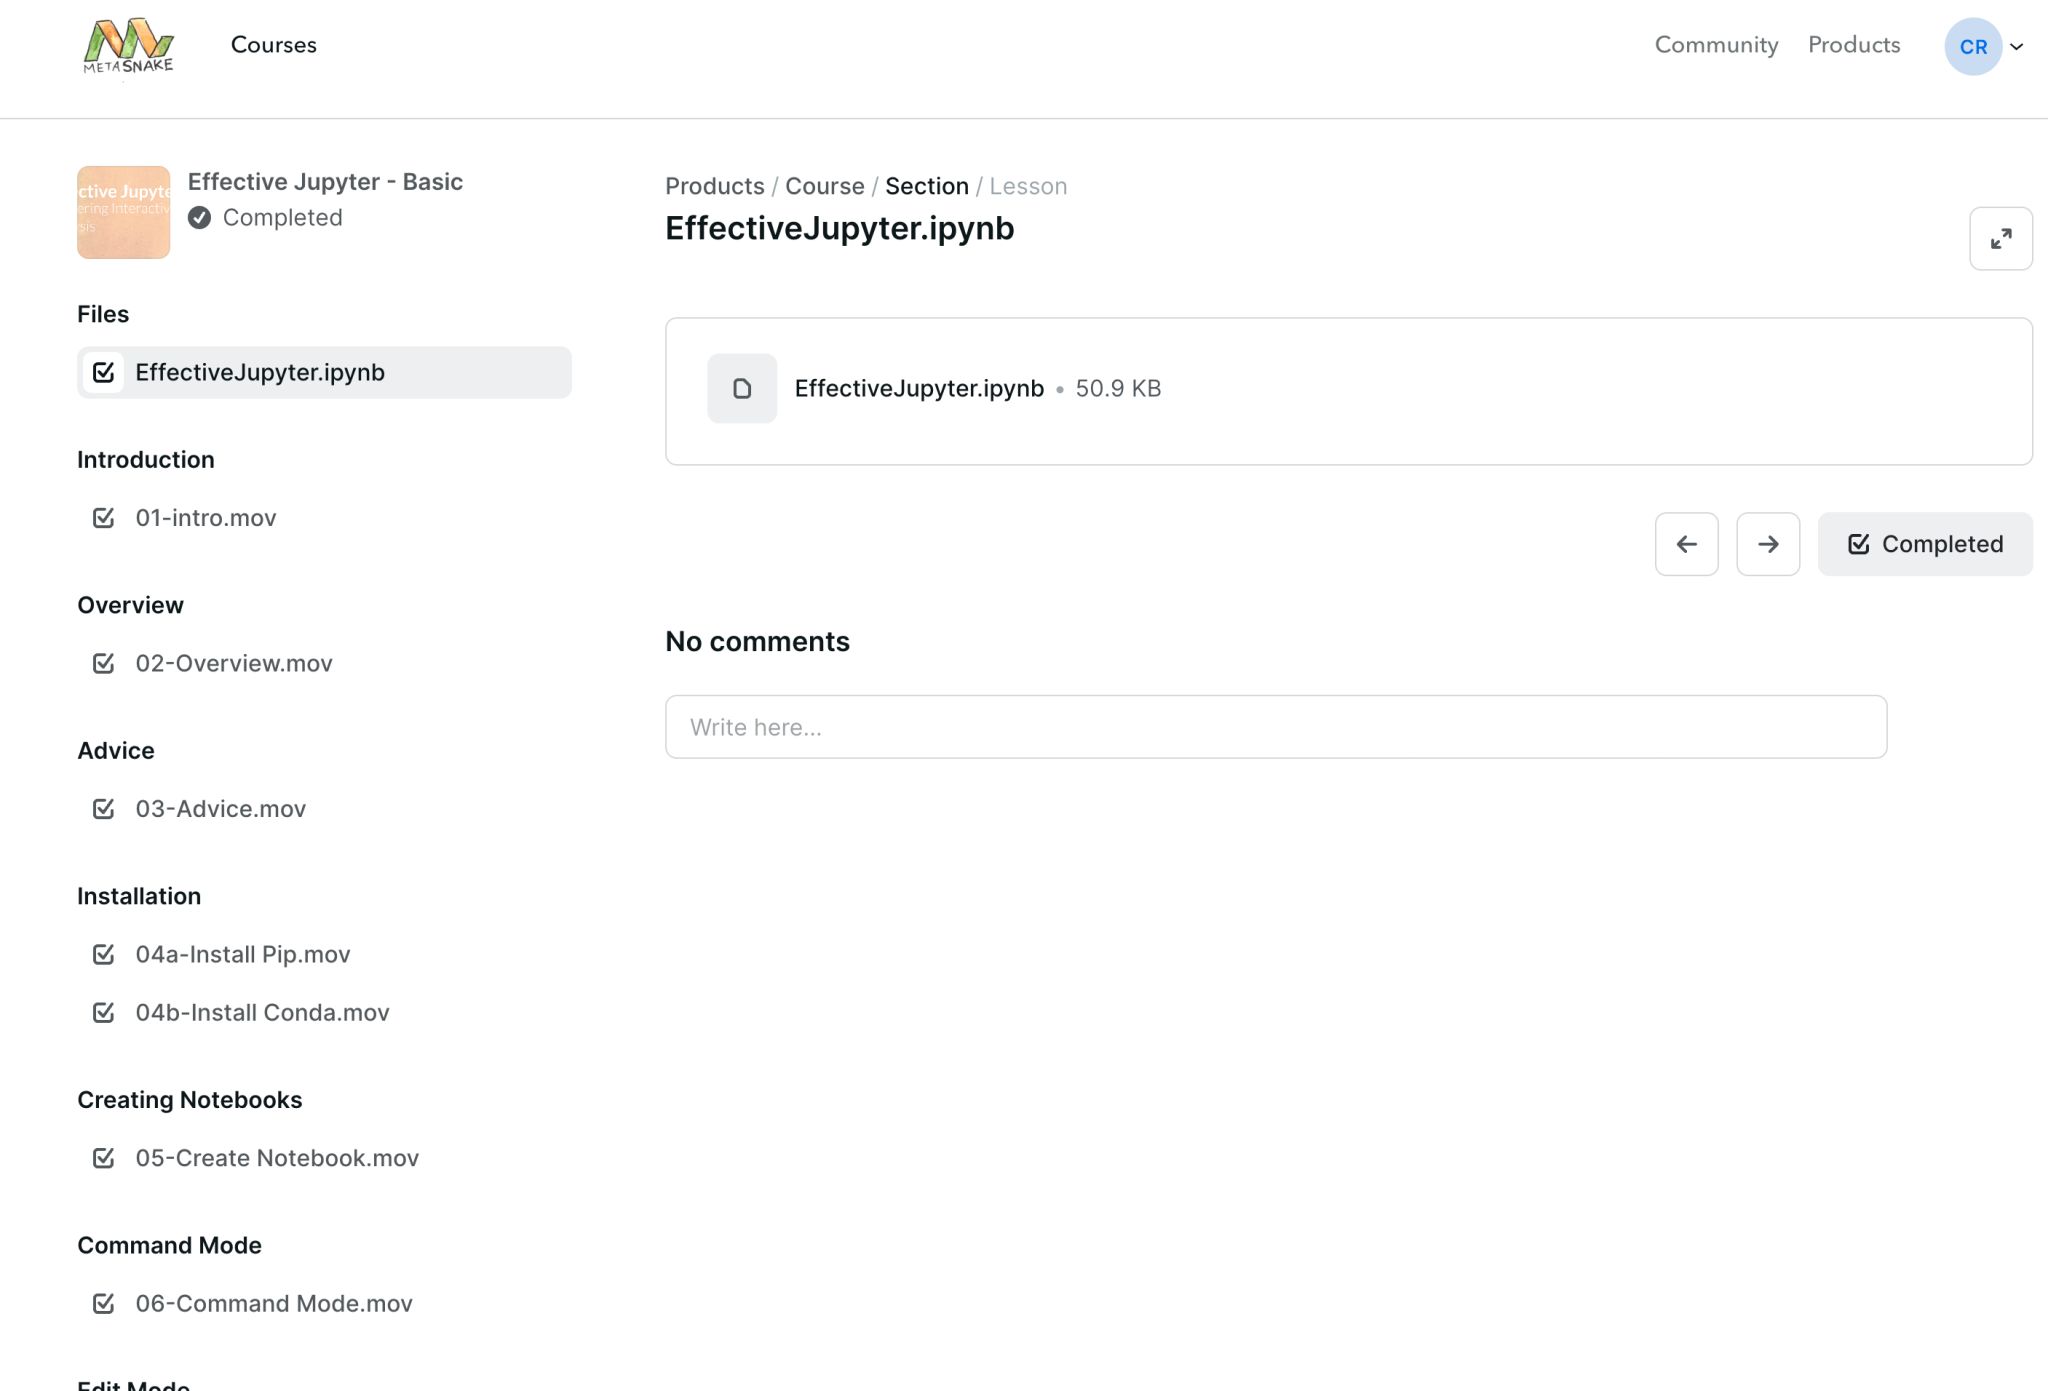 METASNAKE
Courses
Community
Products
CR
ctive Jupyte
ering Interactiv
sis
Effective Jupyter - Basic
Completed
Files
EffectiveJupyter.ipynb
Introduction
01-intro.mov
Overview
02-Overview.mov
Advice
03-Advice.mov
Installation
04a-Install Pip.mov
04b-Install Conda.mov
Creating Notebooks
05-Create Notebook.mov
Command Mode
06-Command Mode.mov
Edit Mode
Products / Course / Section / Lesson
EffectiveJupyter.ipynb
EffectiveJupyter.ipynb • 50.9 KB
Completed
No comments
Write here...